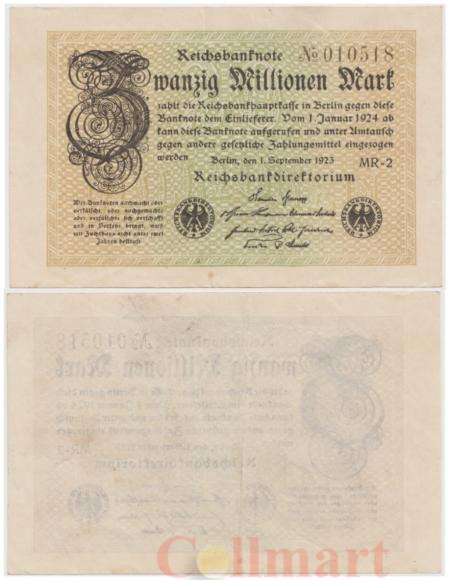 Reichsbanknote № 010518
Zwanzig Millionen Mark
zahlt die Reichsbankhauptkasse in Berlin gegen diese
Banknote dem Einlieferer. Vom 1. Januar 1924 ab
kann diese Banknote aufgerufen und unter Umtausch
gegen andere gesetzliche Zahlungsmittel eingezogen
werden
Berlin, den 1. September 1923 MR-2
Reichsbankdirektorium
Wer Banknoten nachmacht oder
verfälscht, oder nachgemachte
oder verfälschte sich verschafft
und in Verkehr bringt, wird
mit Zuchthaus nicht unter zwei
Jahren bestraft
Collmart